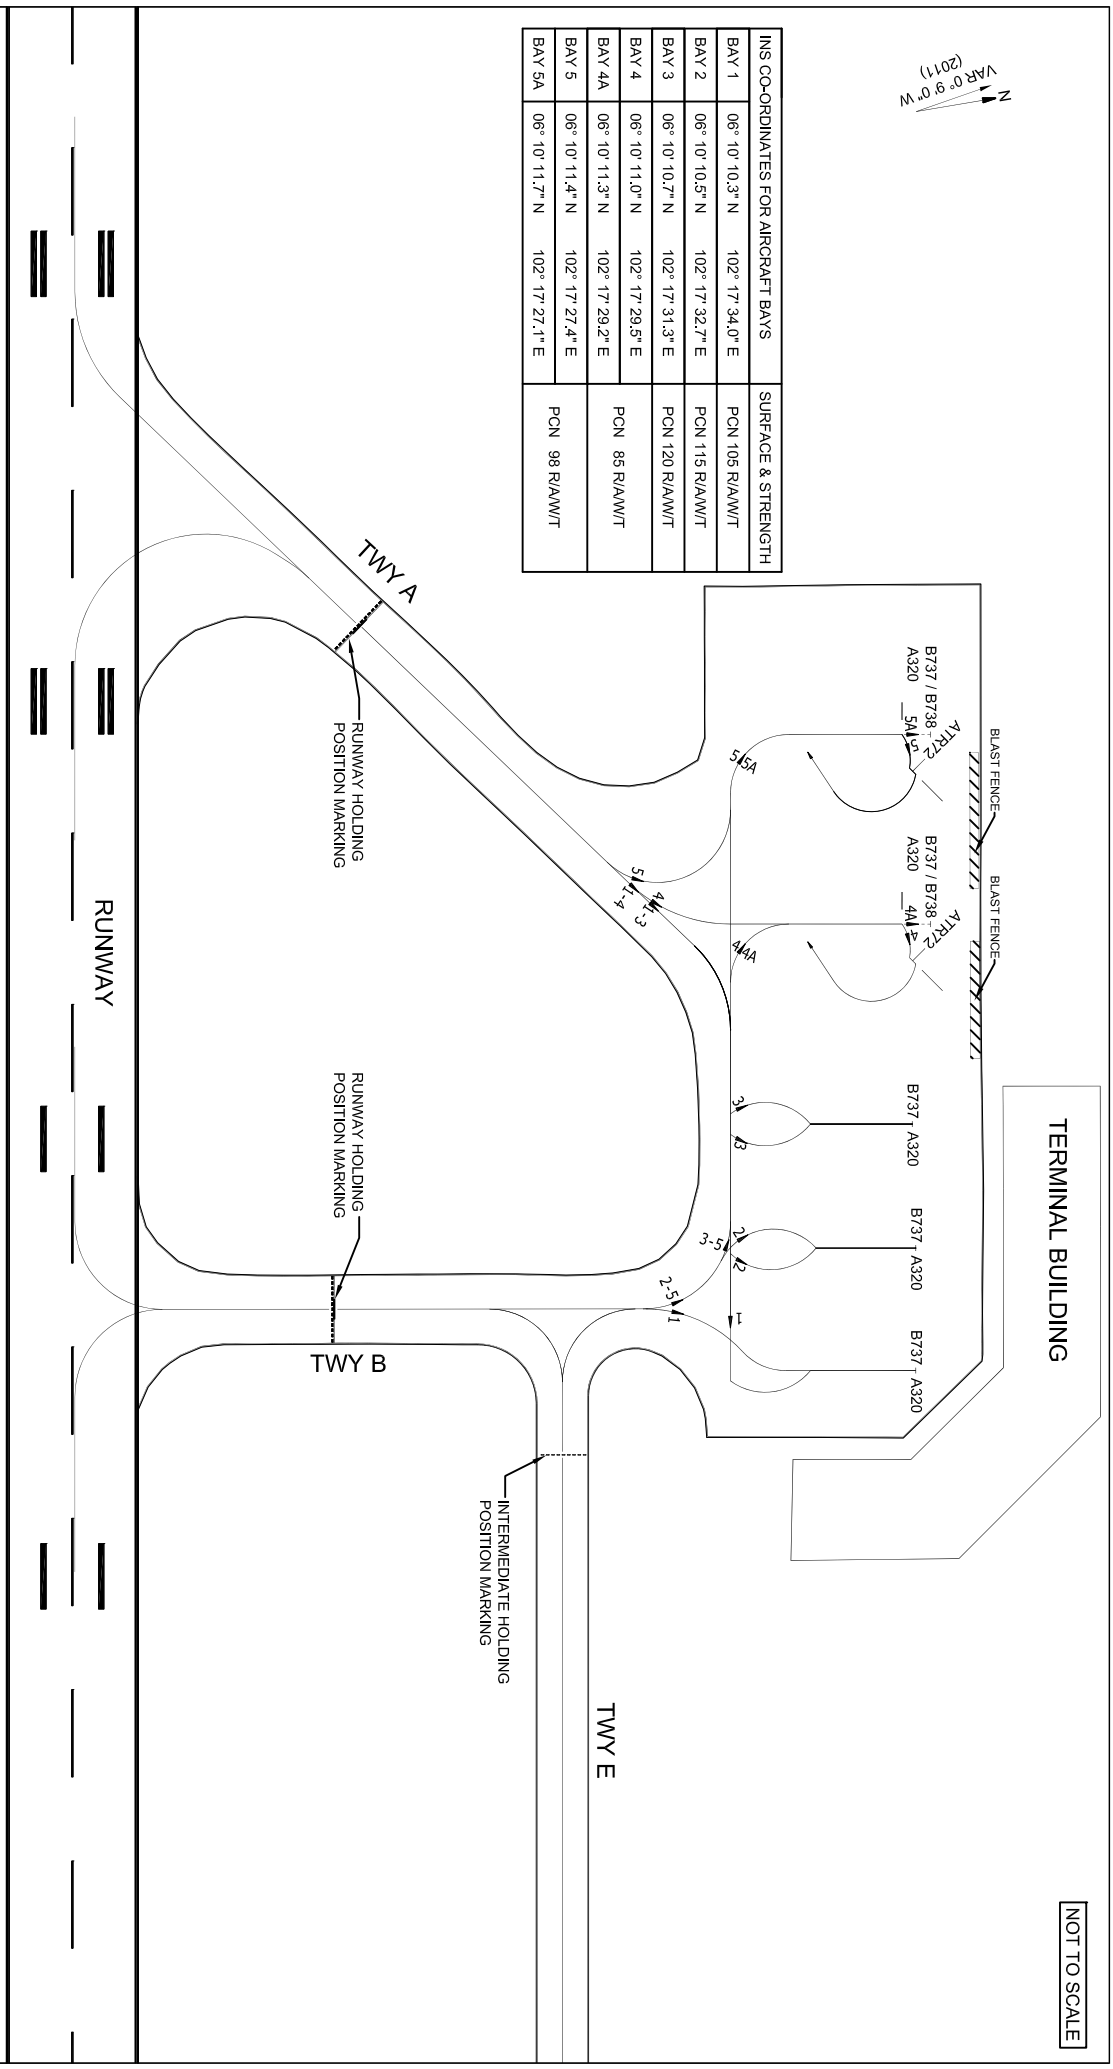 NOT TO SCALE
TERMINAL BUILDING
N
VAR 0° 9' 0" W
(2011)
INS CO-ORDINATES FOR AIRCRAFT BAYS SURFACE & STRENGTH
BAY 1 06° 10' 10.3" N 102° 17' 34.0" E PCN 105 R/A/W/T
BAY 2 06° 10' 10.5" N 102° 17' 32.7" E PCN 115 R/A/W/T
BAY 3 06° 10' 10.7" N 102° 17' 31.3" E PCN 120 R/A/W/T
BAY 4 06° 10' 11.0" N 102° 17' 29.5" E
BAY 4A 06° 10' 11.3" N 102° 17' 29.2" E PCN 85 R/A/W/T
BAY 5 06° 10' 11.4" N 102° 17' 27.4" E
BAY 5A 06° 10' 11.7" N 102° 17' 27.1" E PCN 98 R/A/W/T
BLAST FENCE
BLAST FENCE
B737 / B738
A320
ATR72
5A
5
B737 / B738
A320
ATR72
4A
4
B737 A320
B737 A320
B737 A320
5/5A
4/4A
3
3
2
2
1
3-5
2-5
1
5
4
1-4
1-3
TWY A
RUNWAY HOLDING
POSITION MARKING
RUNWAY HOLDING
POSITION MARKING
TWY B
INTERMEDIATE HOLDING
POSITION MARKING
TWY E
RUNWAY